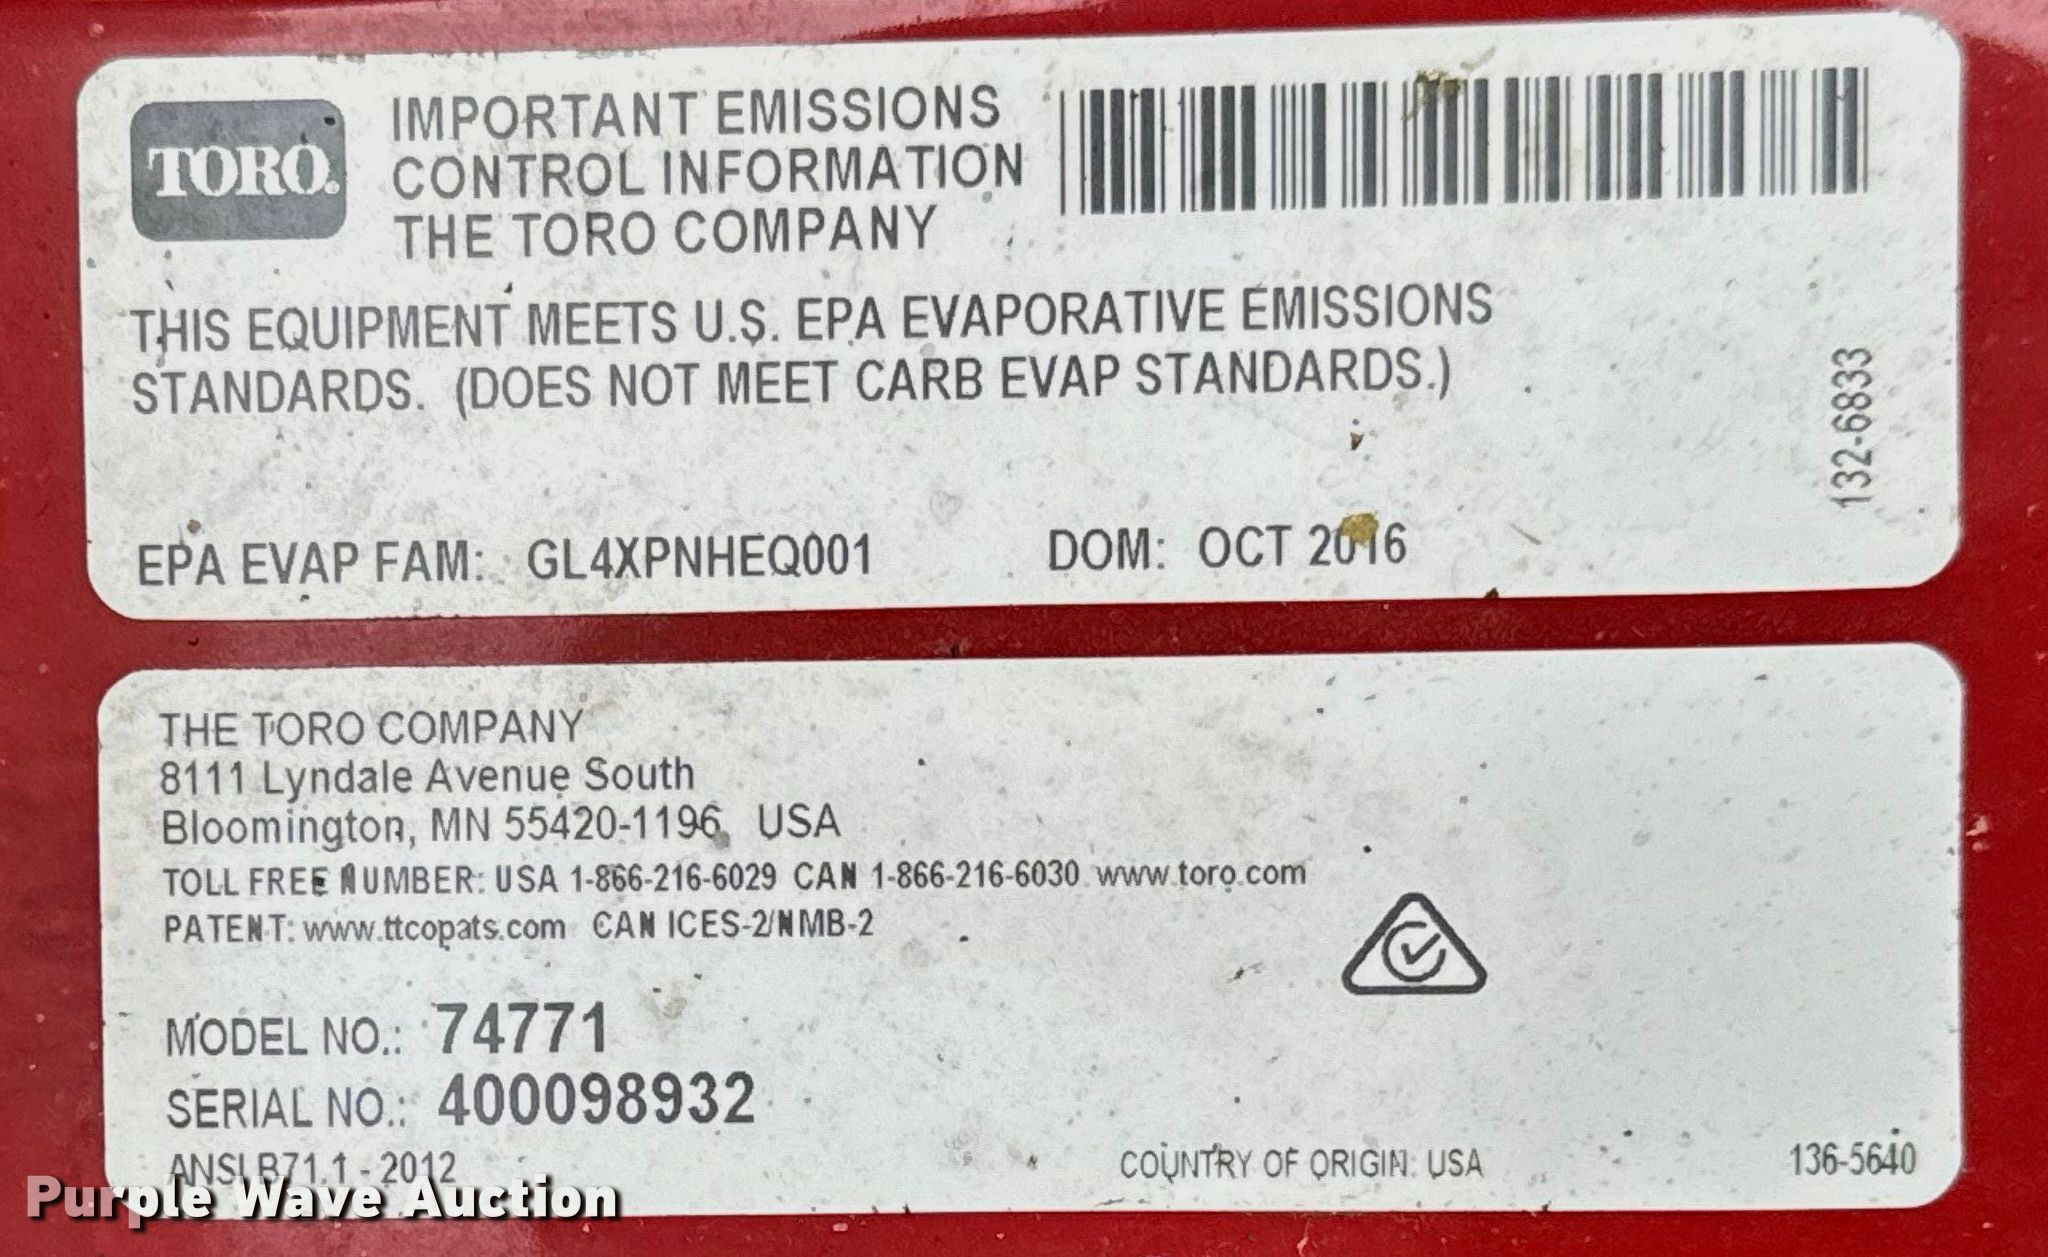 TORO.
IMPORTANT EMISSIONS
CONTROL INFORMATION
THE TORO COMPANY
THIS EQUIPMENT MEETS U.S. EPA EVAPORATIVE EMISSIONS
STANDARDS. (DOES NOT MEET CARB EVAP STANDARDS.)
132-6833
EPA EVAP FAM: GL4XPNHEQ001 DOM: OCT 2016
THE TORO COMPANY
8111 Lyndale Avenue South
Bloomington, MN 55420-1196 USA
TOLL FREE NUMBER: USA 1-866-216-6029 CAN 1-866-216-6030 www.toro.com
PATENT: www.ttcopats.com CAN ICES-2/NMB-2
MODEL NO.: 74771
SERIAL NO.: 400098932
ANSI B71.1 - 2012
COUNTRY OF ORIGIN: USA
136-5640
Purple Wave Auction